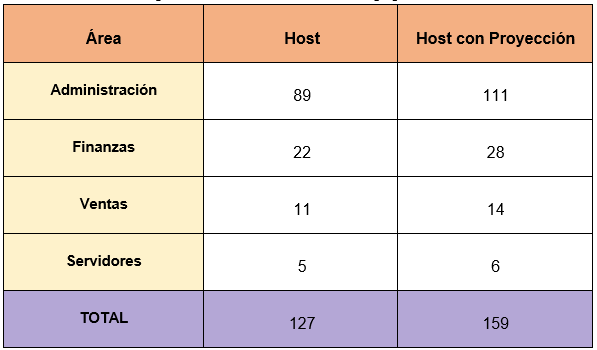 Área Host Host con Proyección
Administración 89 111
Finanzas 22 28
Ventas 11 14
Servidores 5 6
TOTAL 127 159